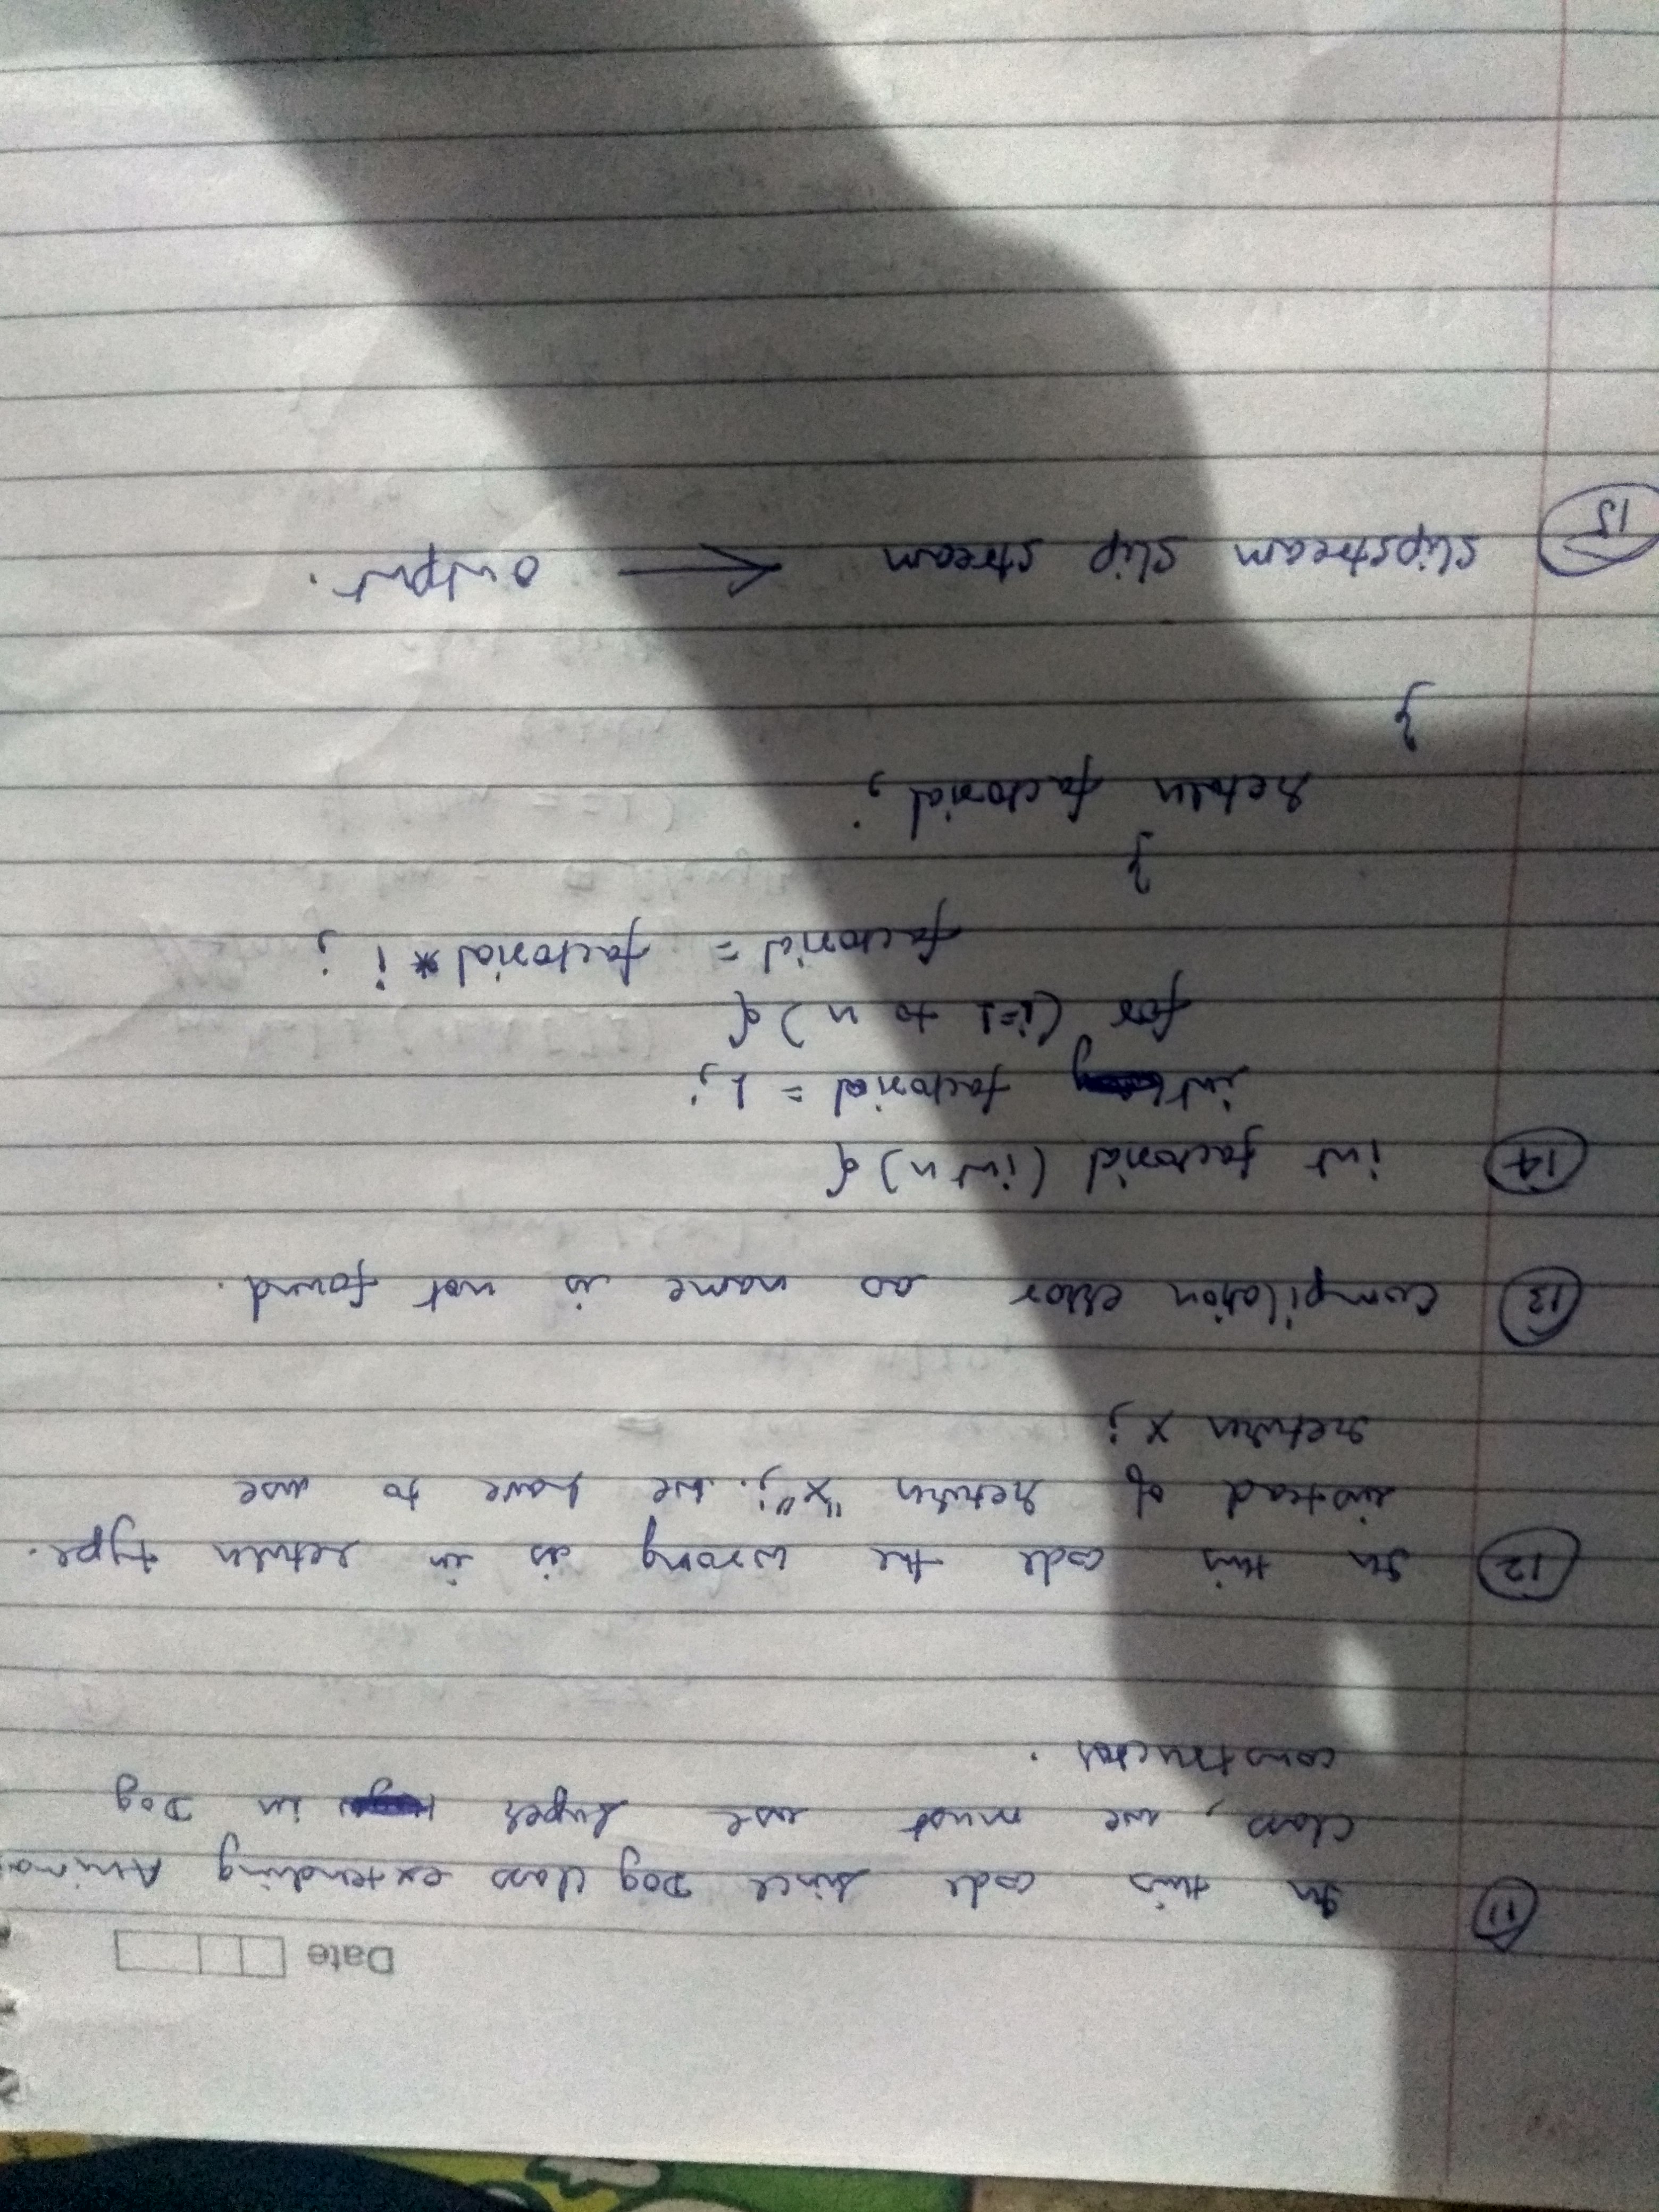 Date
11 In this code since Dog class extending Anima
class, we must use super in Dog
constructor.
12 In this code the wrong is in return type.
instead of return "x";. we have to use
return x;
13 Compilation error as name is not found.
14 int factorial (int n) {
int factorial = 1;
for (i=1 to n) {
factorial = factorial * i ;
}
return factorial;
}
15 slipstream slip stream ← output.